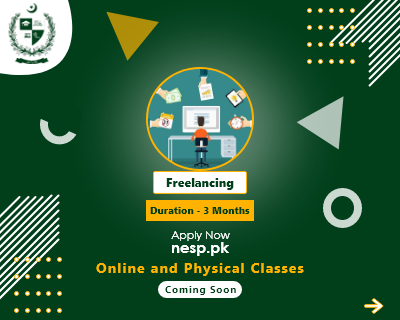 Freelancing
Duration - 3 Months
Apply Now
nesp.pk
Online and Physical Classes
Coming Soon